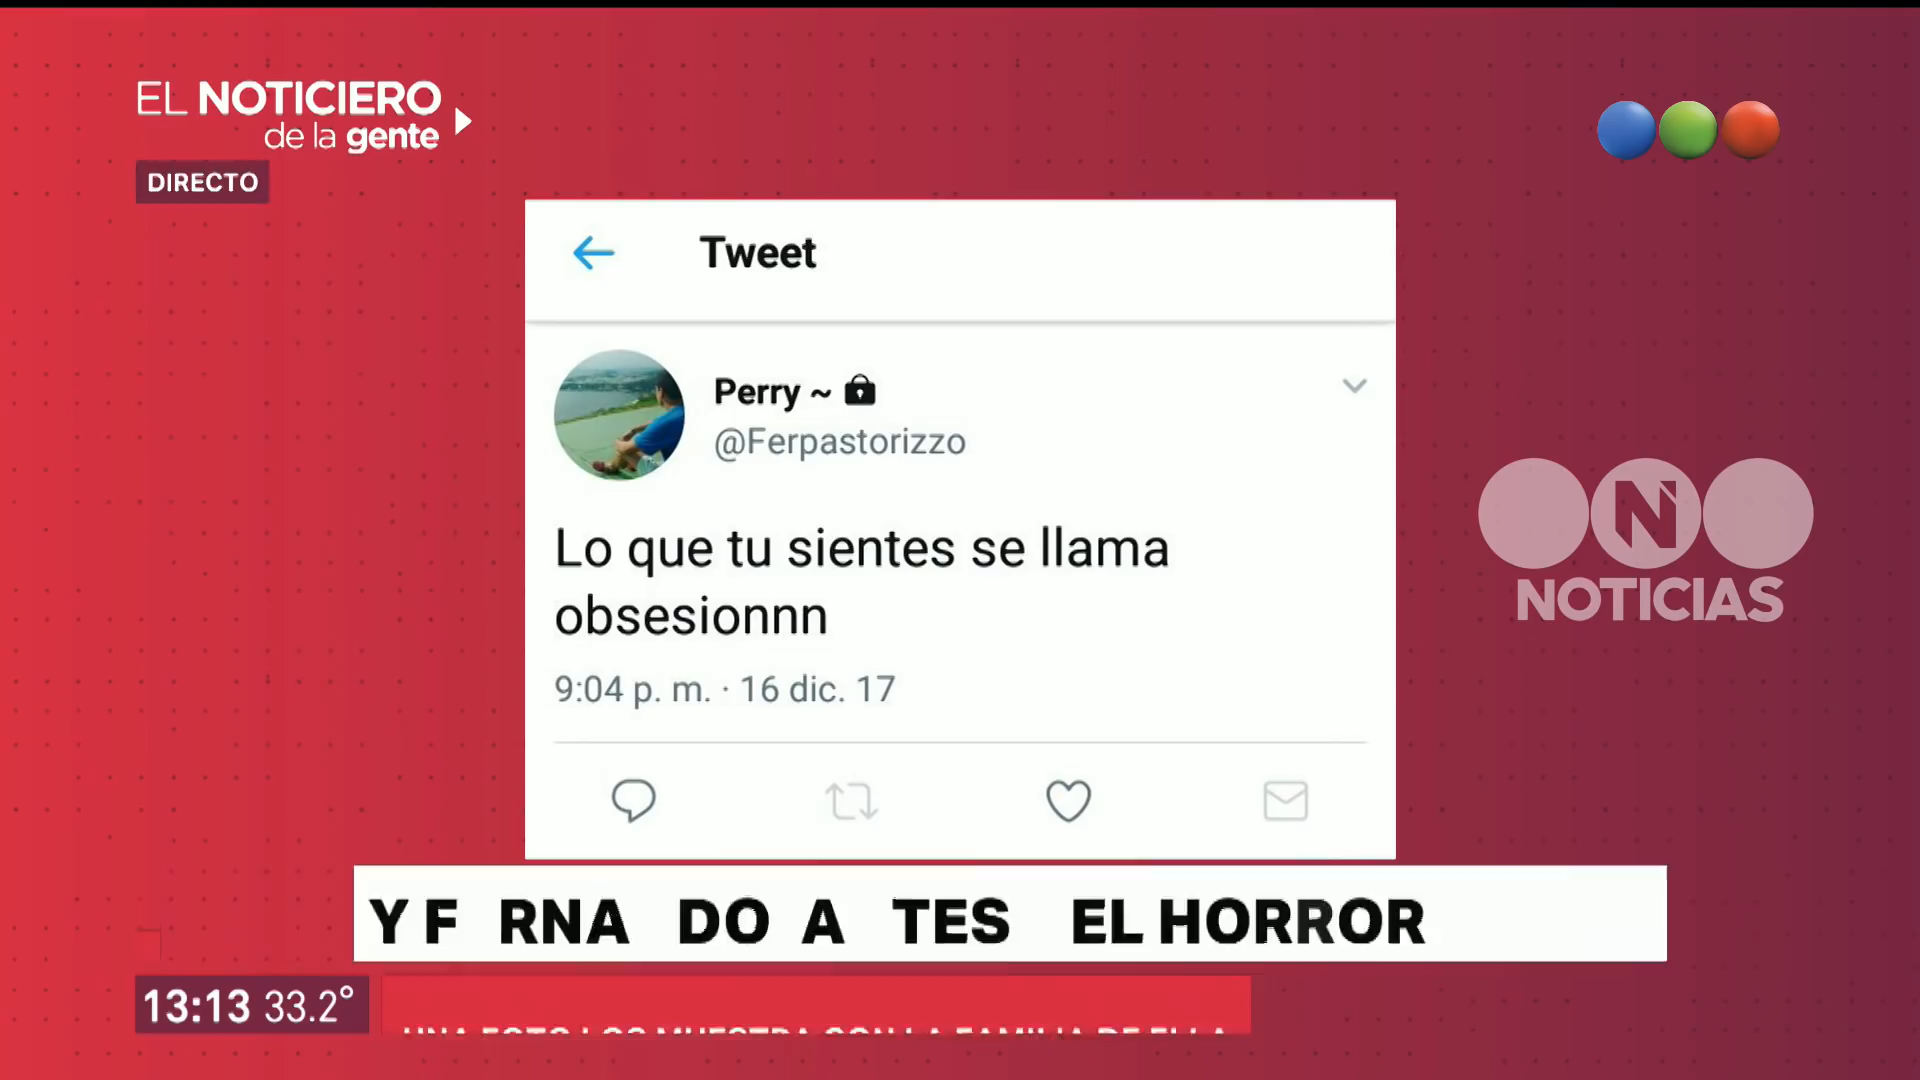 EL NOTICIERO
de la gente
DIRECTO
Tweet
Perry ~
@Ferpastorizzo
Lo que tu sientes se llama
obsesionnn
9:04 p. m. · 16 dic. 17
N
NOTICIAS
Y F RNA DO A TES EL HORROR
13:13 33.2°
UNA FOTO LOS MUESTRA CON LA FAMILIA DE ELLA